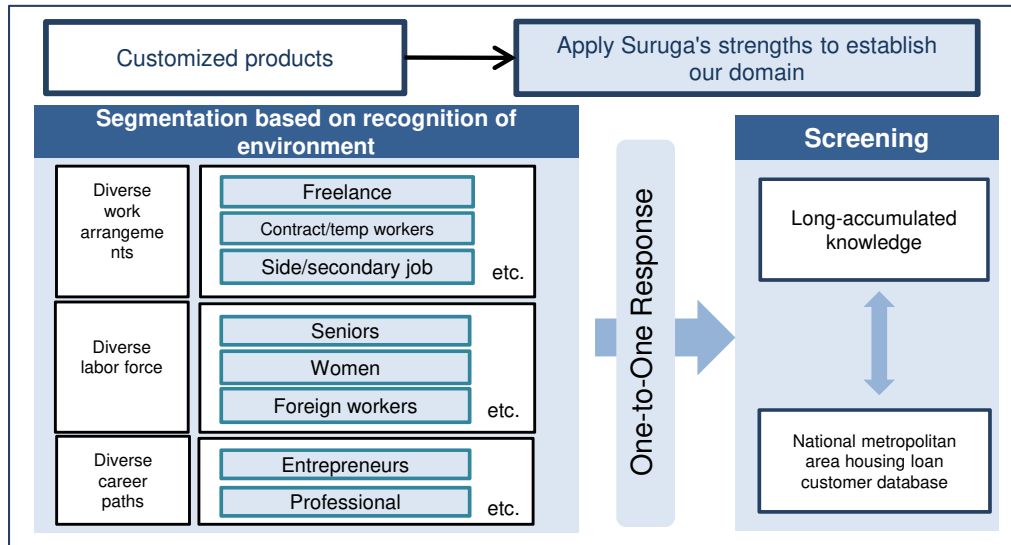 Customized products
Apply Suruga's strengths to establish
our domain
Segmentation based on recognition of
environment
Diverse
work
arrangeme
nts
Freelance
Contract/temp workers
Side/secondary job
etc.
Diverse
labor force
Seniors
Women
Foreign workers
etc.
Diverse
career
paths
Entrepreneurs
Professional
etc.
One-to-One Response
Screening
Long-accumulated
knowledge
National metropolitan
area housing loan
customer database